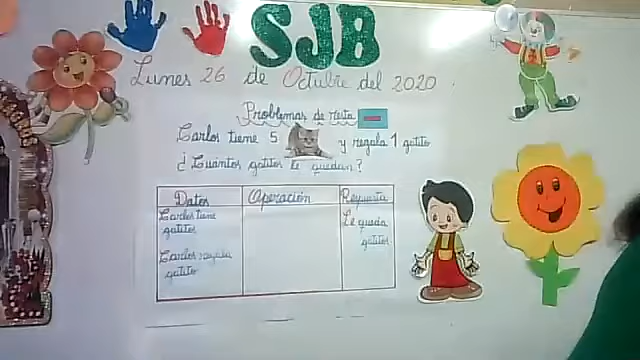 SJB
Lunes 26 de Octubre del 2020.
Problemas de resta -
Carlos tiene 5 y regala 1 gatito
¿Cuántos gatitos le quedan?
Datos Operación Respuesta
Carlos tiene
gatitos
Carlos regala
gatito
Le queda
gatitos